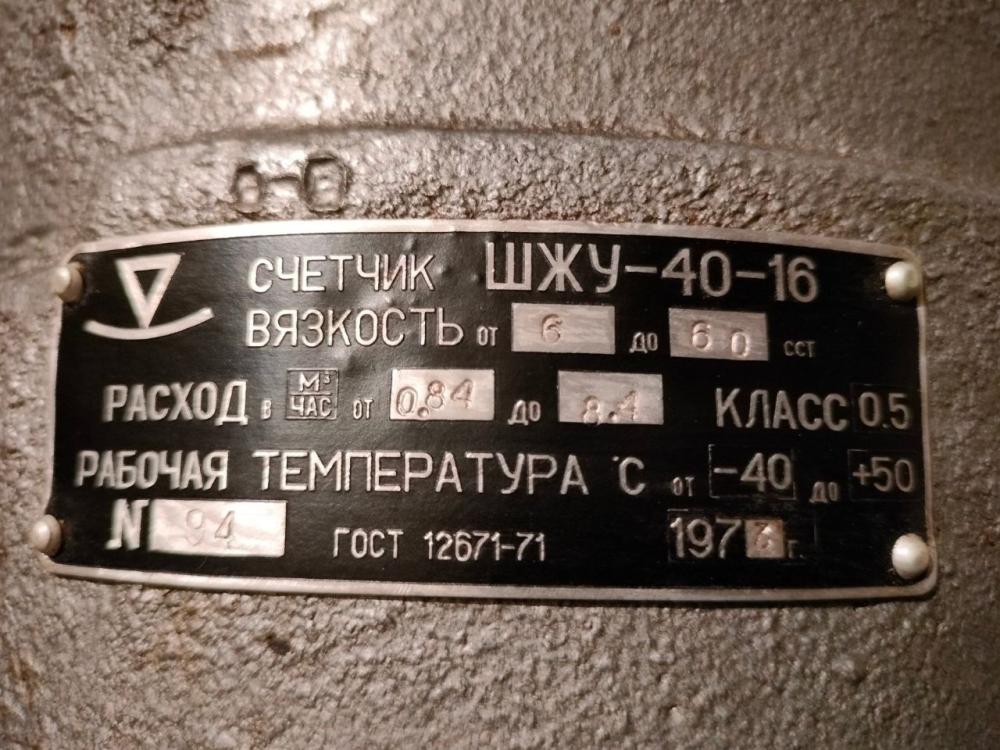 СЧЕТЧИК ШЖУ-40-16
ВЯЗКОСТЬ от 6 до 60 сст
РАСХОД в м³/ЧАС от 0.84 до 8.4 КЛАСС 0.5
РАБОЧАЯ ТЕМПЕРАТУРА °С от -40 до +50
N 94 ГОСТ 12671-71 1976 г.